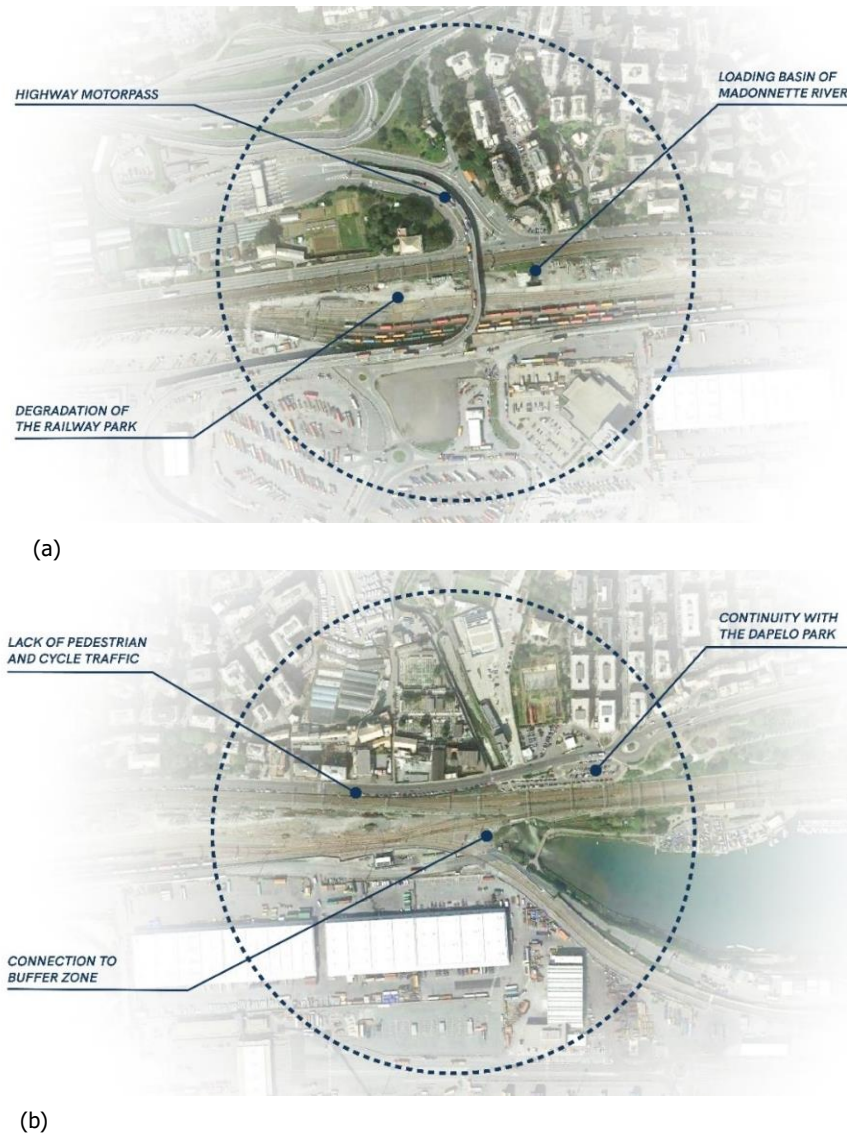 HIGHWAY MOTORPASS
LOADING BASIN OF
MADONNETTE RIVER
DEGRADATION OF
THE RAILWAY PARK
(a)
LACK OF PEDESTRIAN
AND CYCLE TRAFFIC
CONTINUITY WITH
THE DAPELO PARK
CONNECTION TO
BUFFER ZONE
(b)